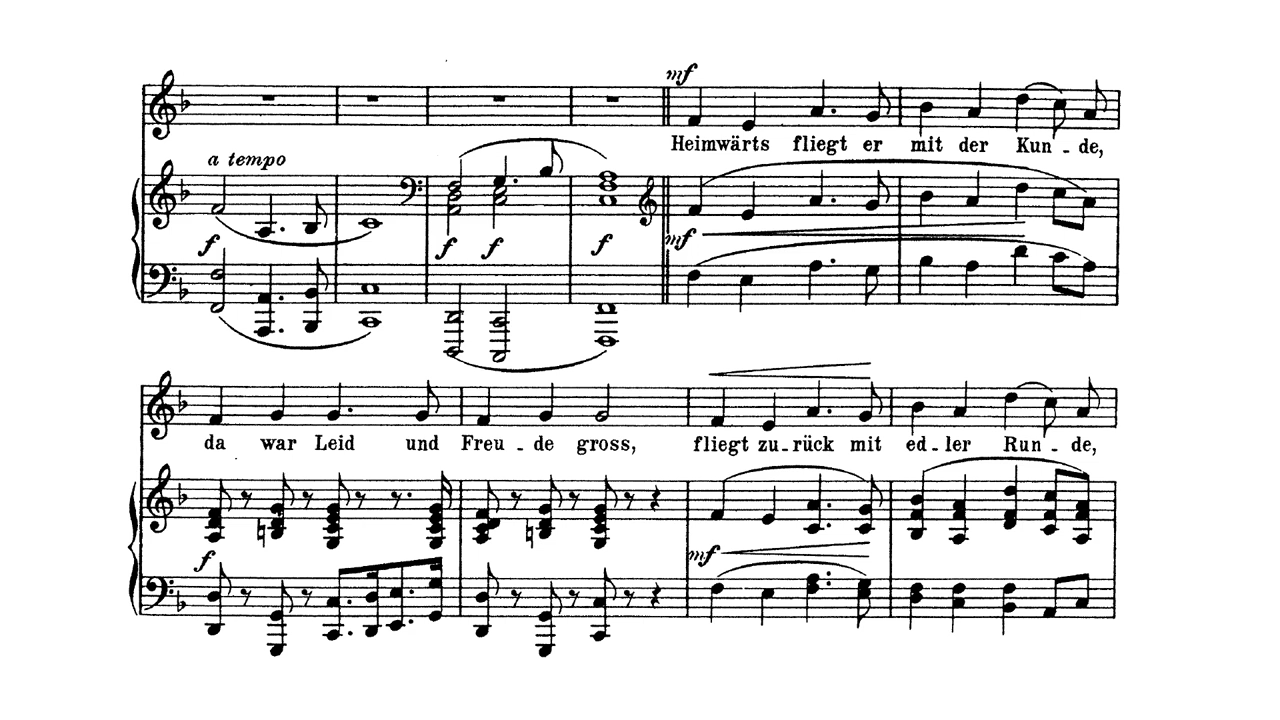 mf
Heimwärts fliegt er mit der Kun - de,
a tempo
f f f f mf
da war Leid und Freu - de gross, fliegt zu - rück mit ed - ler Run - de,
f mf